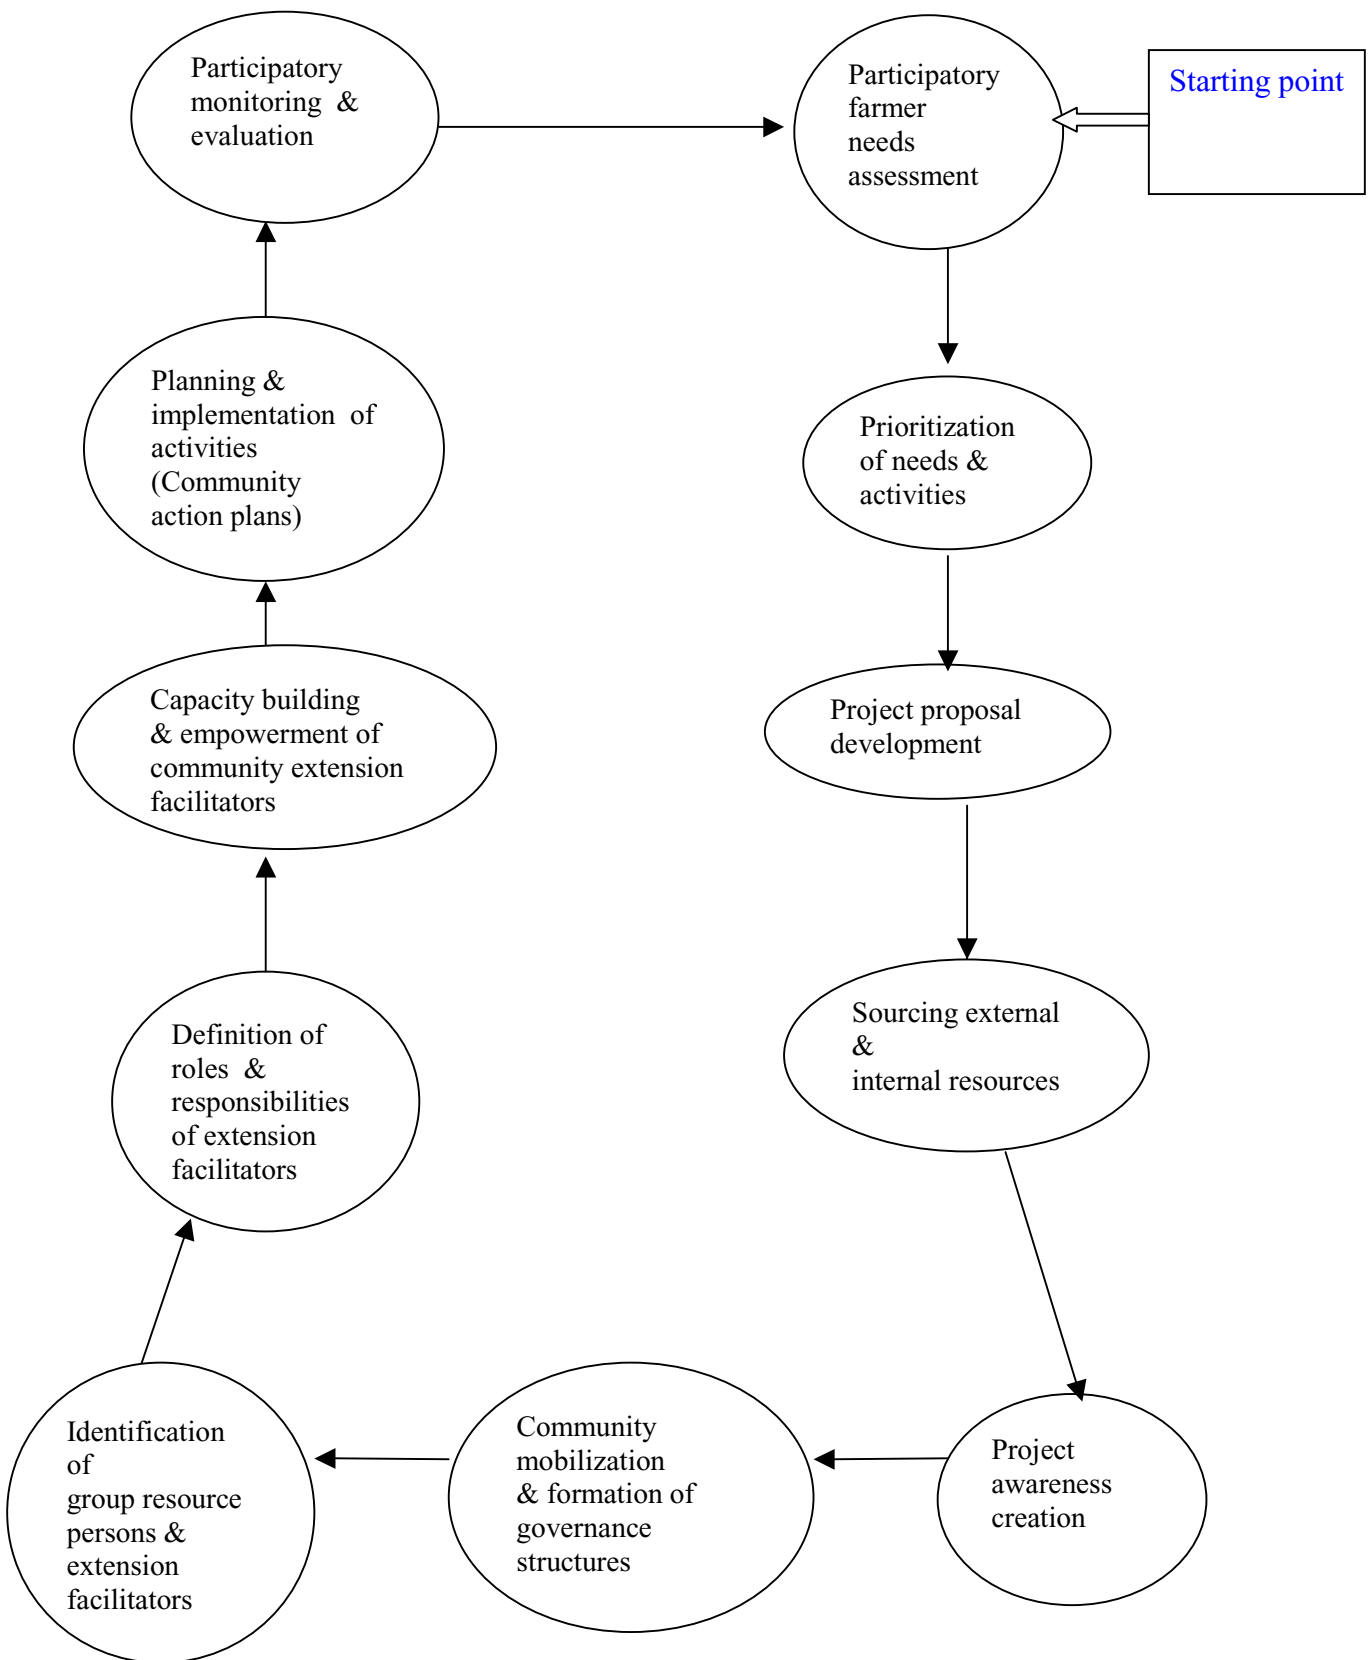 Starting point
Participatory
farmer
needs
assessment
Prioritization
of needs &
activities
Project proposal
development
Sourcing external
&
internal resources
Project
awareness
creation
Community
mobilization
& formation of
governance
structures
Identification
of
group resource
persons &
extension
facilitators
Definition of
roles & 
responsibilities
of extension
facilitators
Capacity building
& empowerment of
community extension
facilitators
Planning &
implementation of
activities
(Community
action plans)
Participatory
monitoring &
evaluation